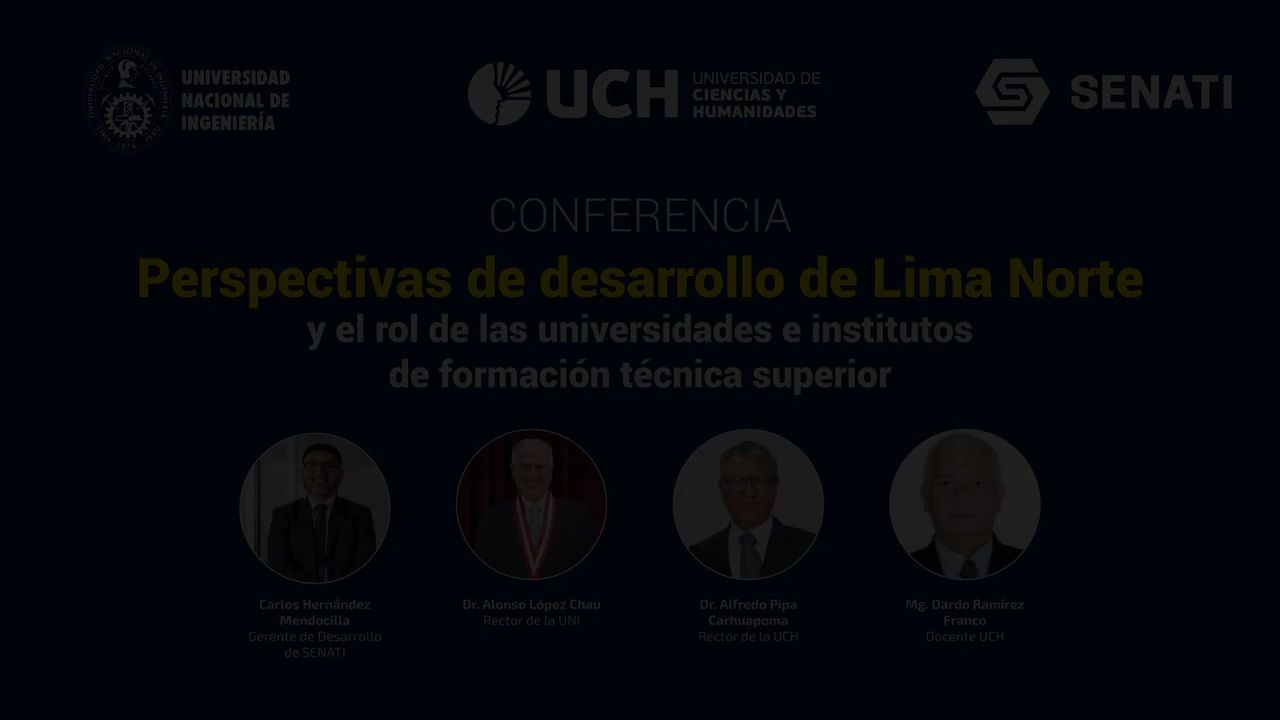 UNIVERSIDAD
NACIONAL DE
INGENIERÍA
UCH
UNIVERSIDAD DE
CIENCIAS Y
HUMANIDADES
SENATI
CONFERENCIA
Perspectivas de desarrollo de Lima Norte
y el rol de las universidades e institutos
de formación técnica superior
Carlos Hernández
Mendocilla
Gerente de Desarrollo
de SENATI
Dr. Alonso López Chau
Rector de la UNI
Dr. Alfredo Pipa
Carhuapoma
Rector de la UCH
Mg. Dardo Ramírez
Franco
Docente UCH